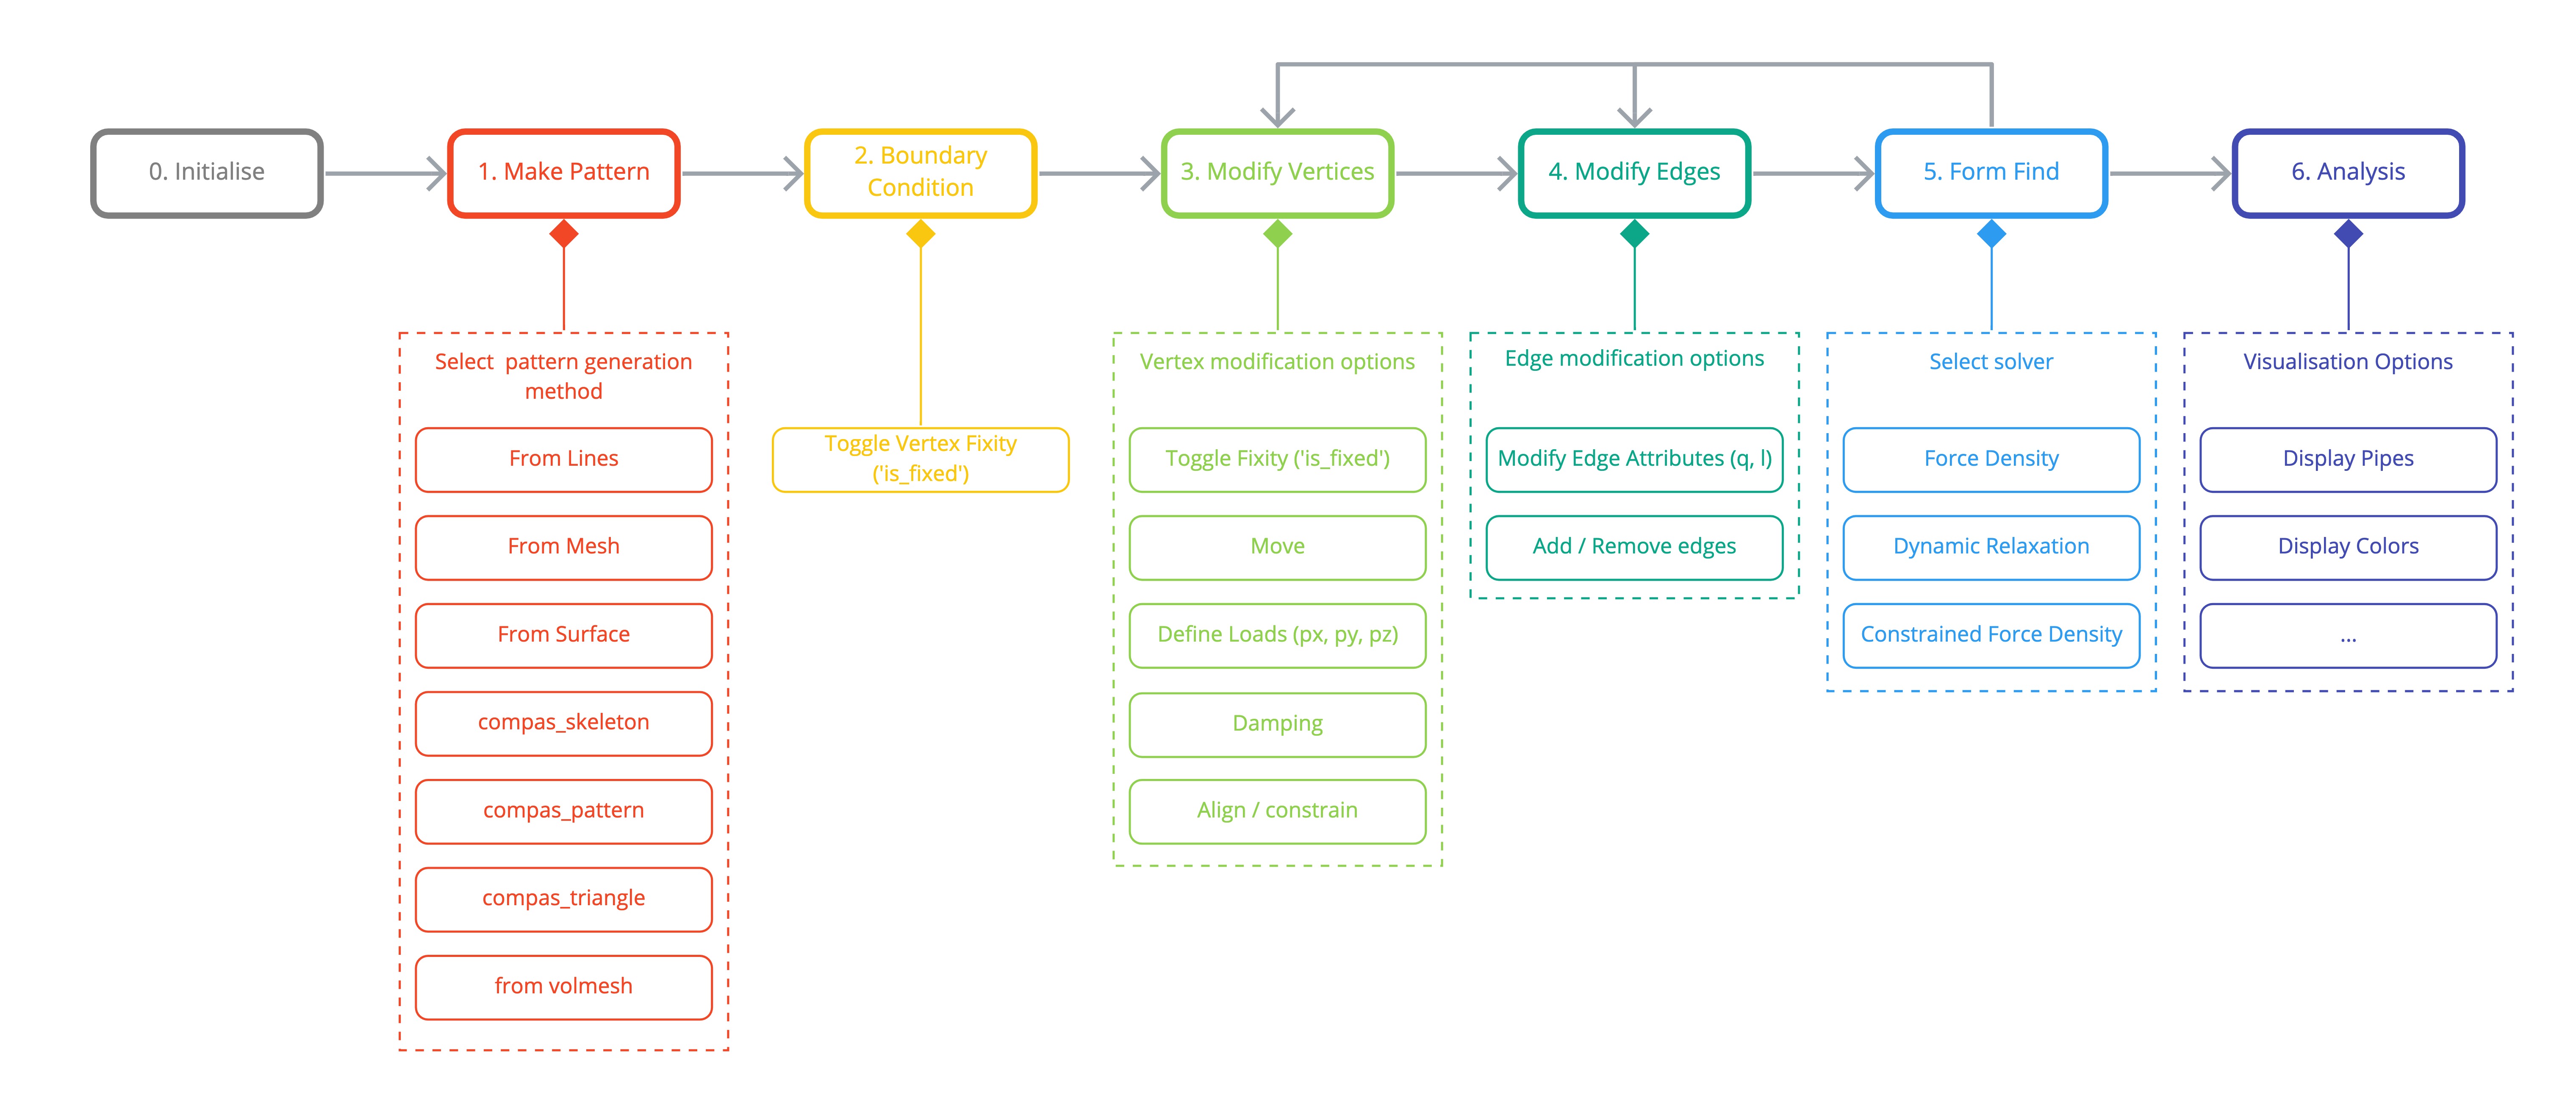 0. Initialise
1. Make Pattern
2. Boundary
Condition
3. Modify Vertices
4. Modify Edges
5. Form Find
6. Analysis
Select  pattern generation
method
From Lines
From Mesh
From Surface
compas_skeleton
compas_pattern
compas_triangle
from volmesh
Toggle Vertex Fixity
('is_fixed')
Vertex modification options
Toggle Fixity ('is_fixed')
Move
Define Loads (px, py, pz)
Damping
Align / constrain
Edge modification options
Modify Edge Attributes (q, l)
Add / Remove edges
Select solver
Force Density
Dynamic Relaxation
Constrained Force Density
Visualisation Options
Display Pipes
Display Colors
...